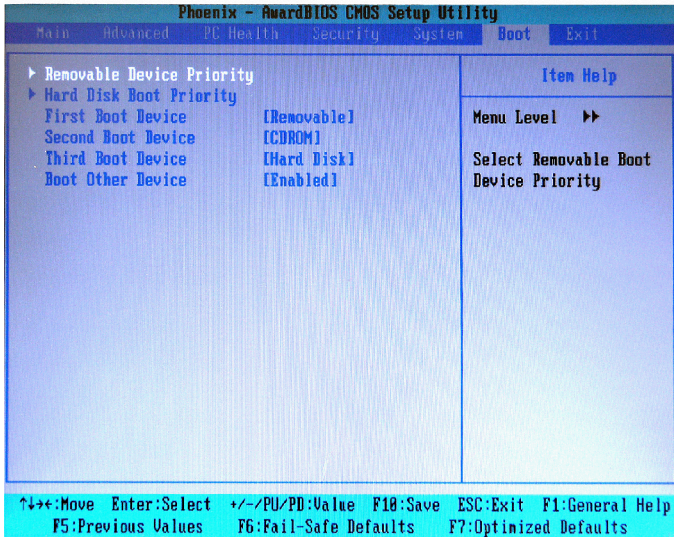 Phoenix - AwardBIOS CMOS Setup Utility
Main Advanced PC Health Security System Boot Exit
▶ Removable Device Priority
▶ Hard Disk Boot Priority
First Boot Device [Removable]
Second Boot Device [CDROM]
Third Boot Device [Hard Disk]
Boot Other Device [Enabled]
Item Help
Menu Level ▶▶
Select Removable Boot
Device Priority
↑↓→←:Move Enter:Select +/-/PU/PD:Value F10:Save ESC:Exit F1:General Help
F5:Previous Values F6:Fail-Safe Defaults F7:Optimized Defaults